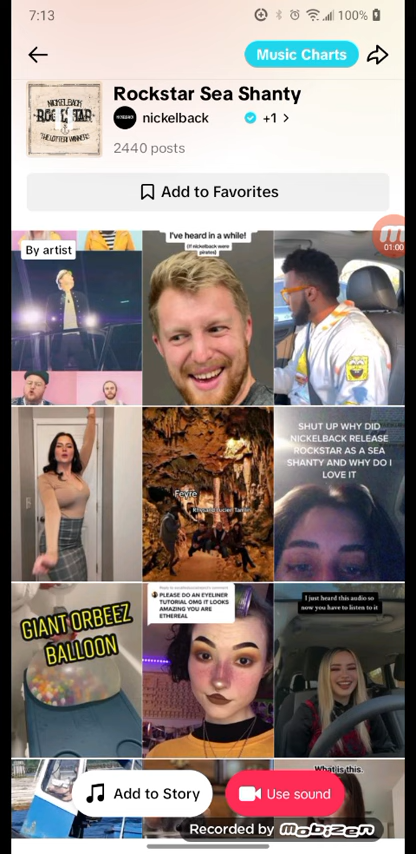 7:13
100%
Music Charts
NICKELBACK
ROCKSTAR
Rockstar Sea Shanty
nickelback
+1 >
2440 posts
Add to Favorites
By artist
I've heard in a while!
(if nickelback were
pirates)
01:00
SHUT UP WHY DID
NICKELBACK RELEASE
ROCKSTAR AS A SEA
SHANTY AND WHY DO I
LOVE IT
Feyre
GIANT ORBEEZ
BALLOON
PLEASE DO AN EYELINER
TUTORIAL OMG IT LOOKS
AMAZING YOU ARE
ETHEREAL
I just heard this audio so
now you have to listen to it
What is this.
Add to Story
Use sound
Recorded by mobizen